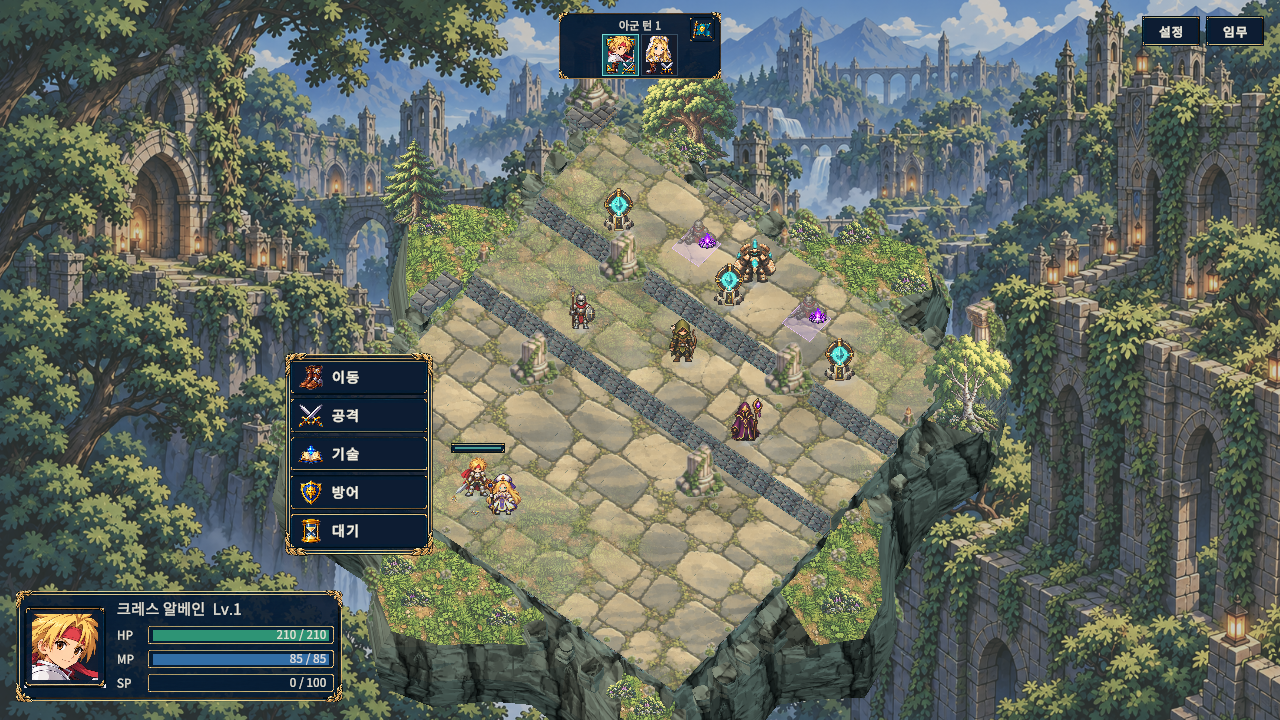 아군 턴 1
설정
임무
이동
공격
기술
방어
대기
크레스 알베인 Lv.1
HP 210 / 210
MP 85 / 85
SP 0 / 100